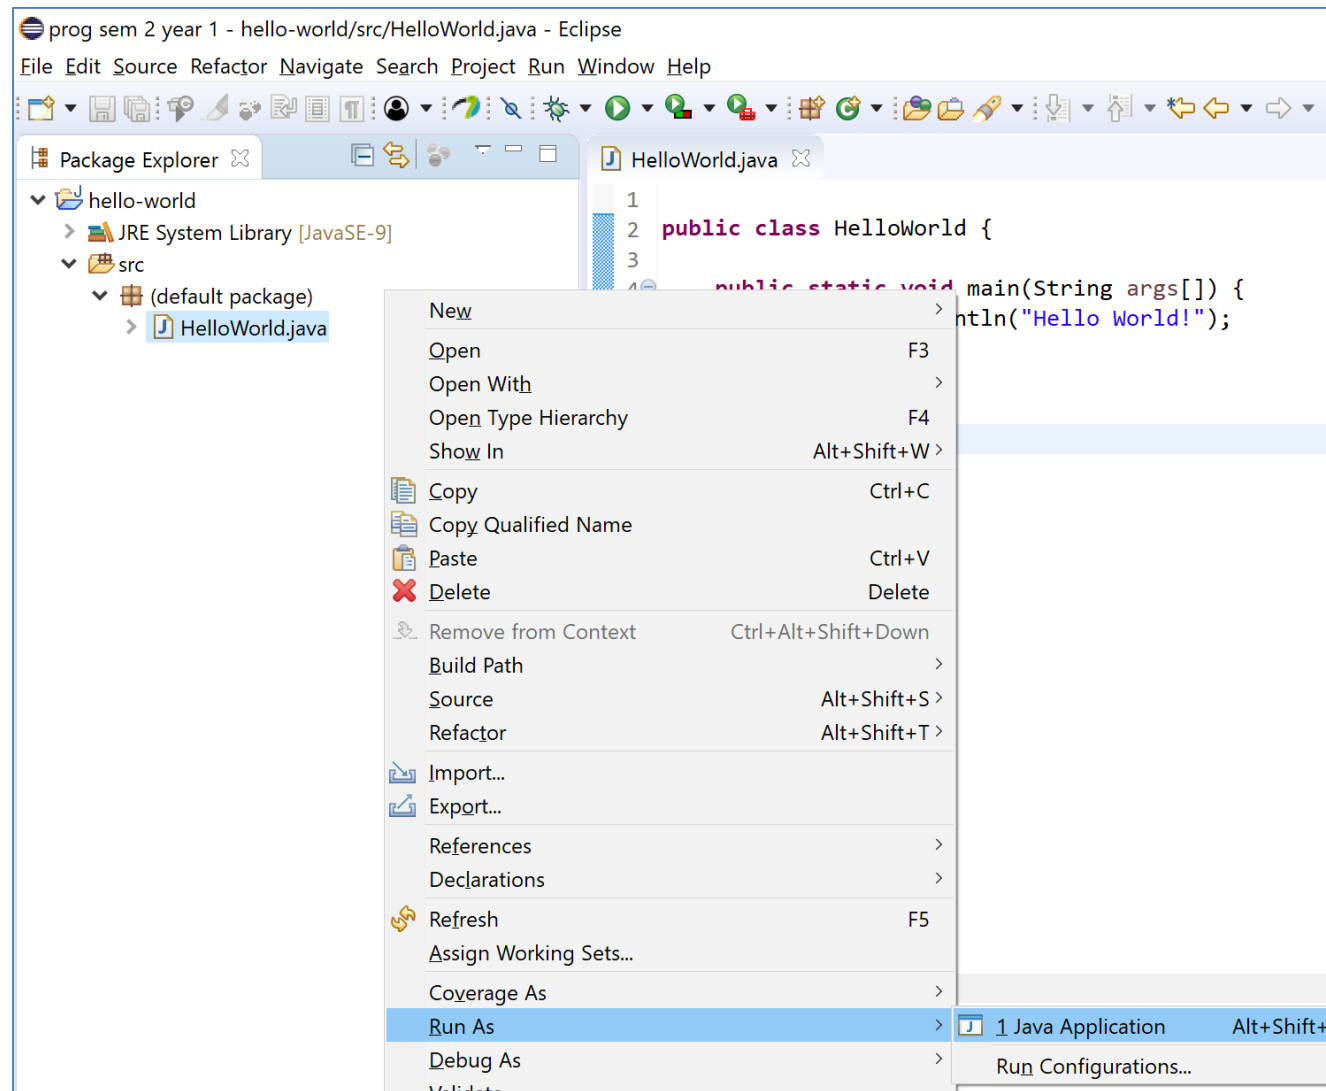 prog sem 2 year 1 - hello-world/src/HelloWorld.java - Eclipse
File Edit Source Refactor Navigate Search Project Run Window Help
Package Explorer
hello-world
JRE System Library [JavaSE-9]
src
(default package)
HelloWorld.java
HelloWorld.java
1
2 public class HelloWorld {
3
4 public static void main(String args[]) {
ntln("Hello World!");
New
Open F3
Open With
Open Type Hierarchy F4
Show In Alt+Shift+W
Copy Ctrl+C
Copy Qualified Name
Paste Ctrl+V
Delete Delete
Remove from Context Ctrl+Alt+Shift+Down
Build Path
Source Alt+Shift+S
Refactor Alt+Shift+T
Import...
Export...
References
Declarations
Refresh F5
Assign Working Sets...
Coverage As
Run As
Debug As
Validate
1 Java Application Alt+Shift+
Run Configurations...